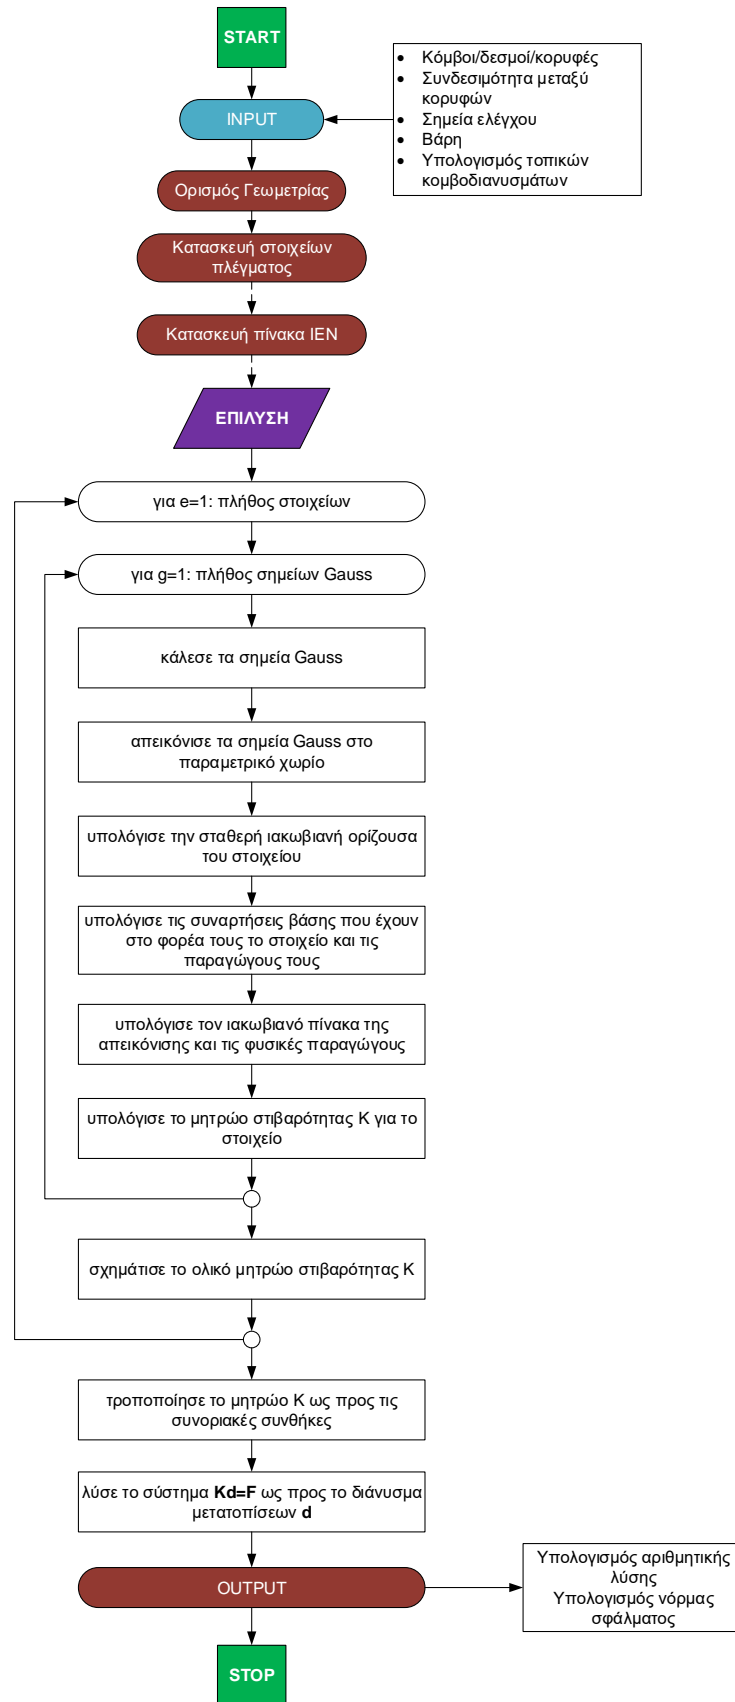 START
INPUT
• Κόμβοι/δεσμοί/κορυφές
• Συνδεσιμότητα μεταξύ
κορυφών
• Σημεία ελέγχου
• Βάρη
• Υπολογισμός τοπικών
κομβοδιανυσμάτων
Ορισμός Γεωμετρίας
Κατασκευή στοιχείων
πλέγματος
Κατασκευή πίνακα ΙΕΝ
ΕΠΙΛΥΣΗ
για e=1: πλήθος στοιχείων
για g=1: πλήθος σημείων Gauss
κάλεσε τα σημεία Gauss
απεικόνισε τα σημεία Gauss στο
παραμετρικό χωρίο
υπολόγισε την σταθερή ιακωβιανή ορίζουσα
του στοιχείου
υπολόγισε τις συναρτήσεις βάσης που έχουν
στο φορέα τους το στοιχείο και τις
παραγώγους τους
υπολόγισε τον ιακωβιανό πίνακα της
απεικόνισης και τις φυσικές παραγώγους
υπολόγισε το μητρώο στιβαρότητας Κ για το
στοιχείο
σχημάτισε το ολικό μητρώο στιβαρότητας Κ
τροποποίησε το μητρώο Κ ως προς τις
συνοριακές συνθήκες
λύσε το σύστημα Kd=F ως προς το διάνυσμα
μετατοπίσεων d
OUTPUT
Υπολογισμός αριθμητικής
λύσης
Υπολογισμός νόρμας
σφάλματος
STOP